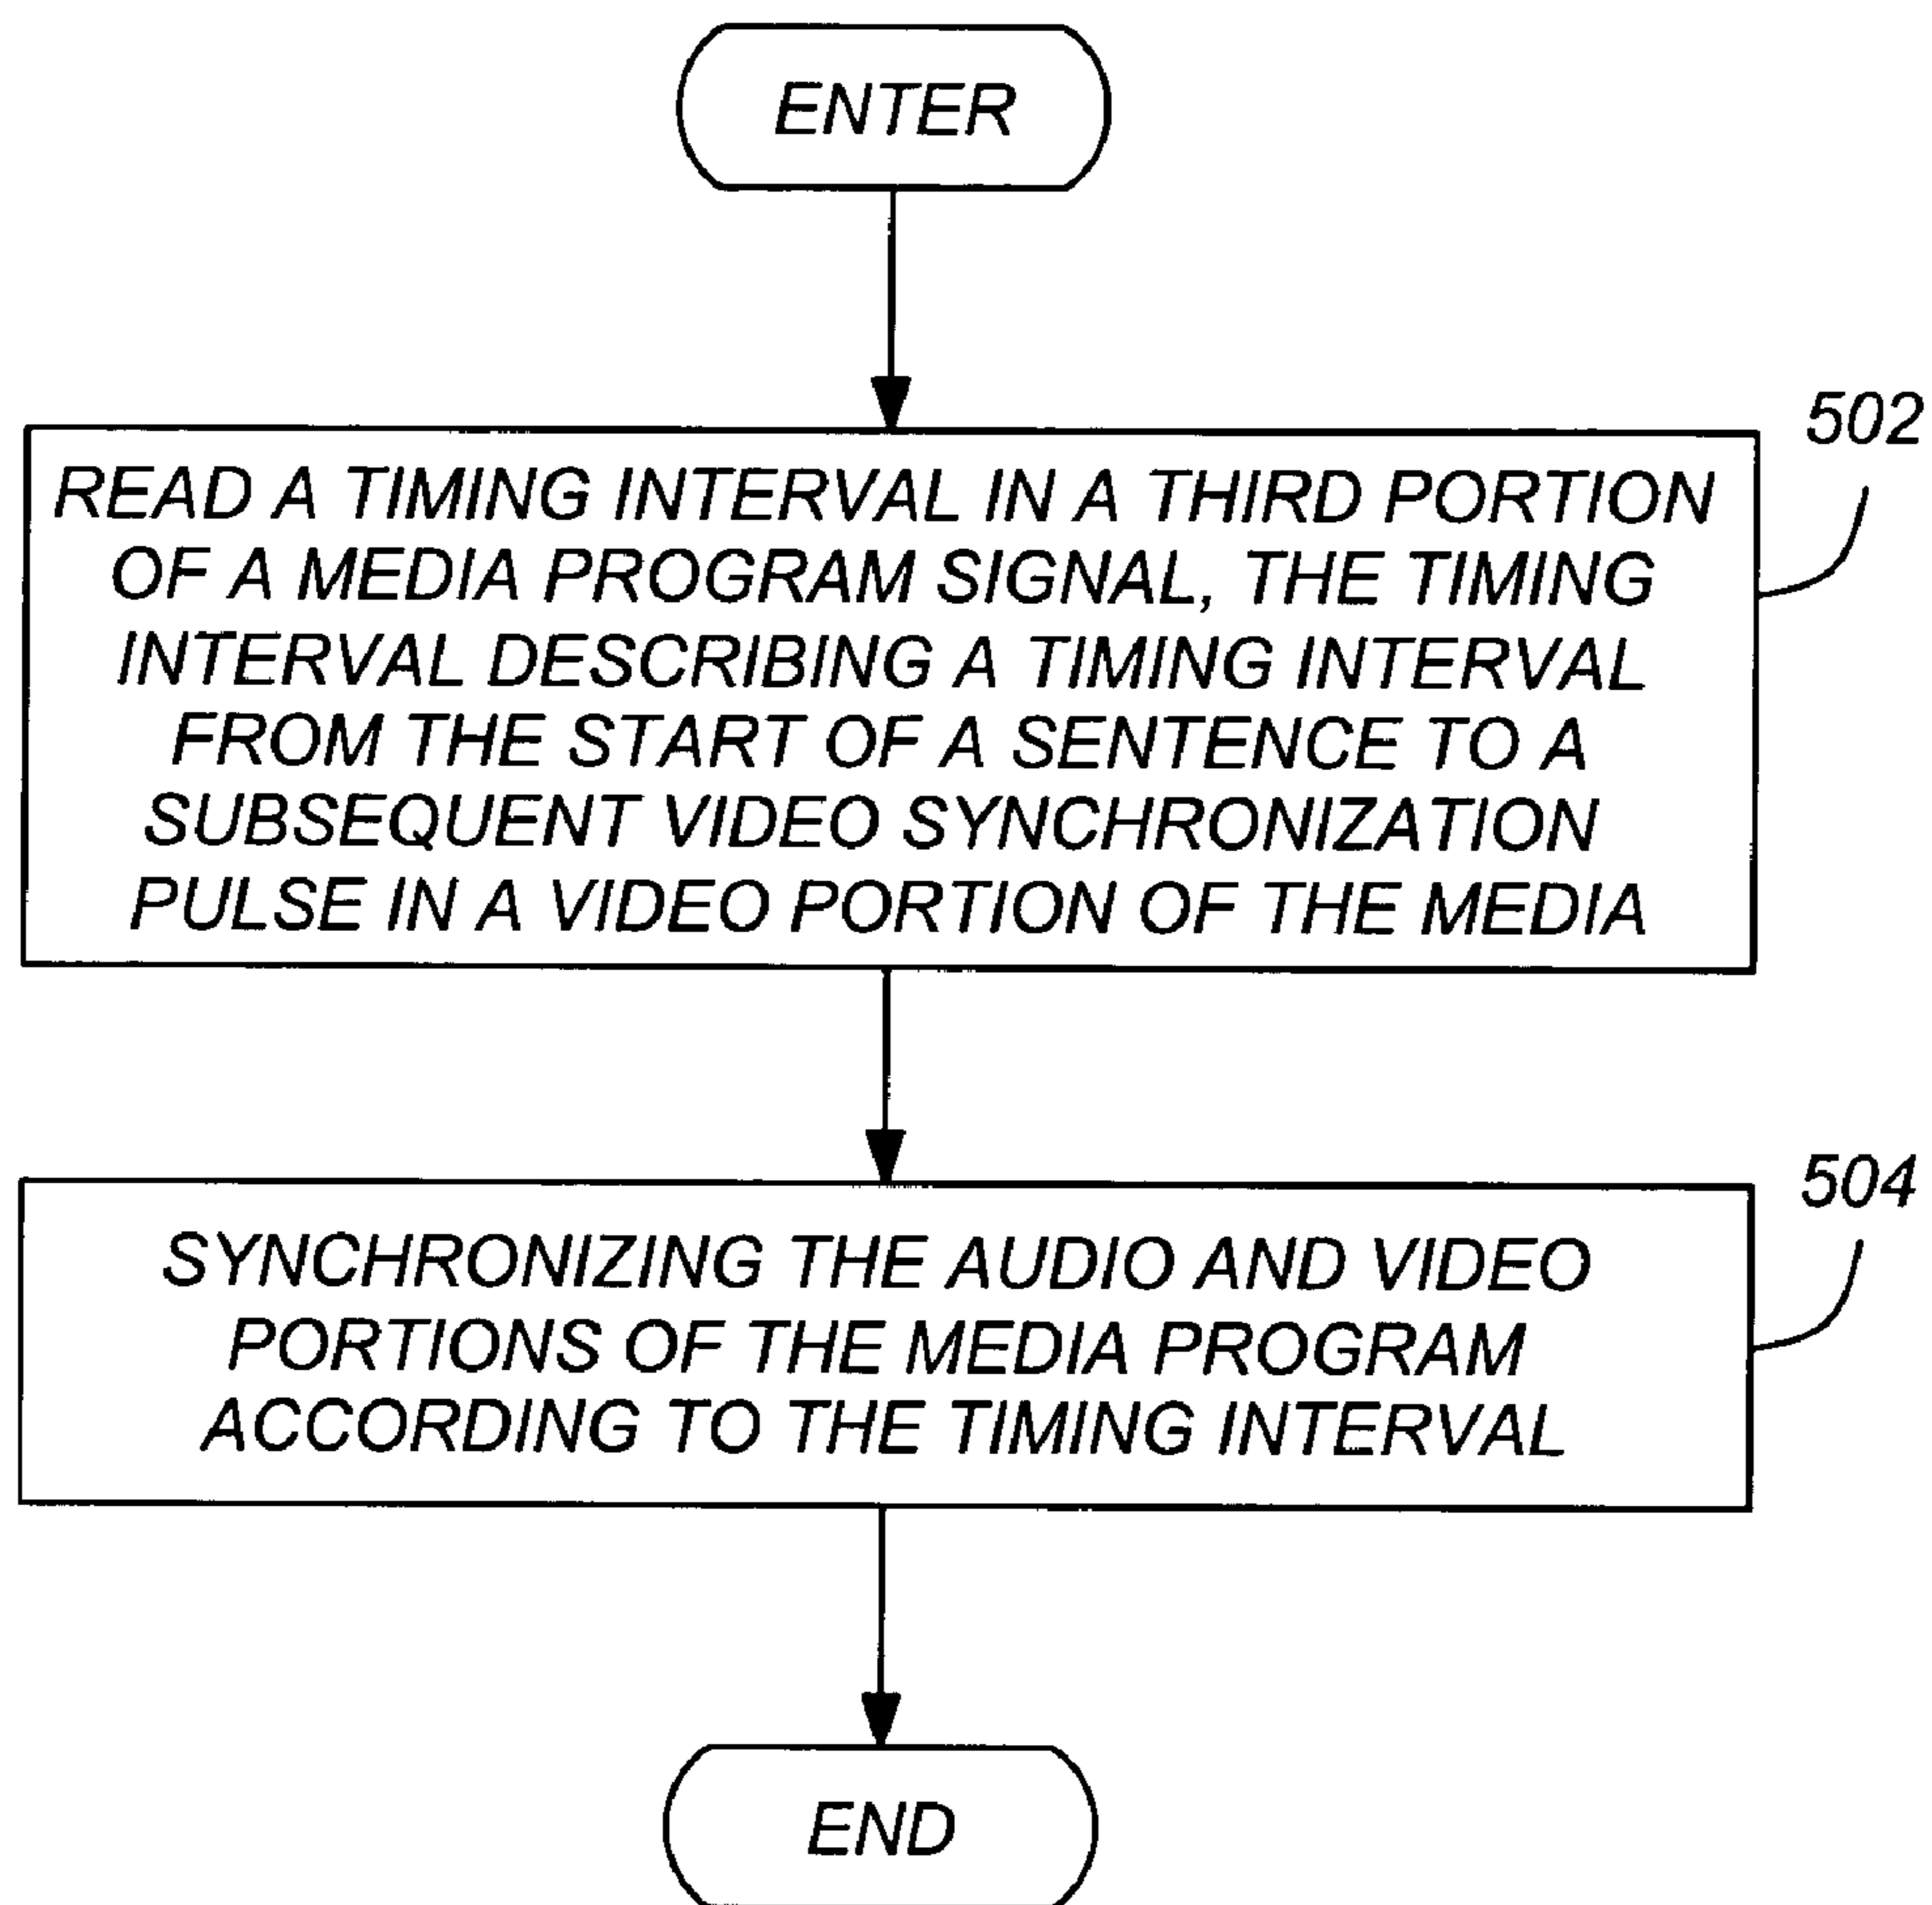 ENTER
502
READ A TIMING INTERVAL IN A THIRD PORTION
OF A MEDIA PROGRAM SIGNAL, THE TIMING
INTERVAL DESCRIBING A TIMING INTERVAL
FROM THE START OF A SENTENCE TO A
SUBSEQUENT VIDEO SYNCHRONIZATION
PULSE IN A VIDEO PORTION OF THE MEDIA
504
SYNCHRONIZING THE AUDIO AND VIDEO
PORTIONS OF THE MEDIA PROGRAM
ACCORDING TO THE TIMING INTERVAL
END